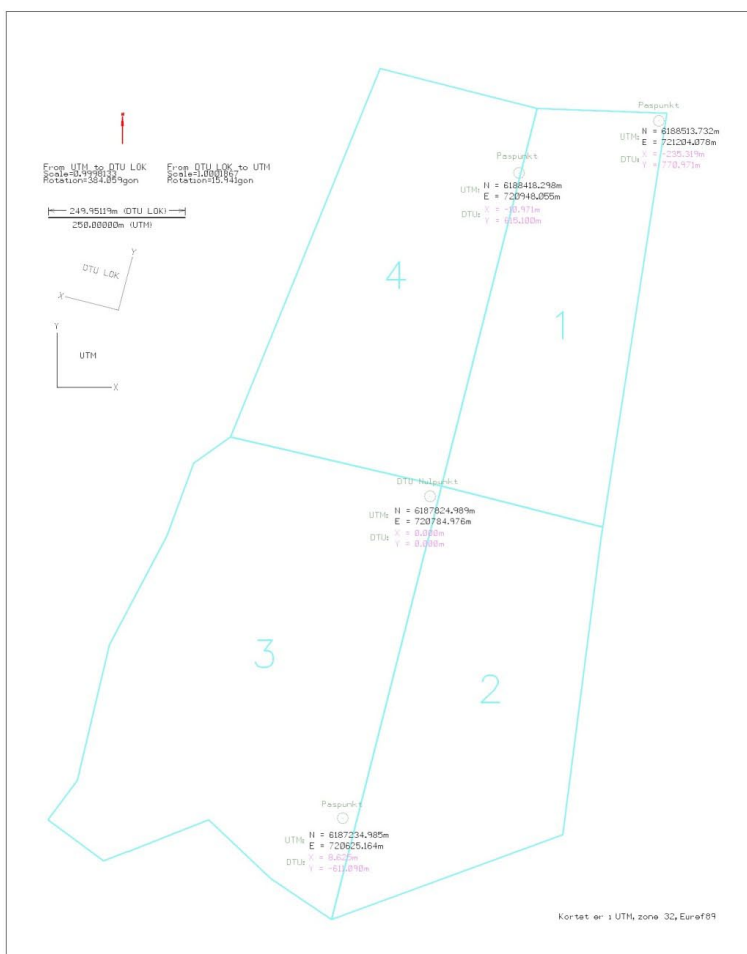 Paspunkt
UTM: N = 6188513.732m
E = 721204.078m
DTU: X = -235.319m
Y = 770.971m
Paspunkt
UTM: N = 6188418.298m
E = 720948.055m
DTU: X = -10.971m
Y = 615.100m
From UTM to DTU LOK
Scale=0.9998133
Rotation=384.059gon
From DTU LOK to UTM
Scale=1.0001867
Rotation=15.941gon
249.95119m (DTU LOK)
250.00000m (UTM)
Y
DTU LOK
X
Y
UTM
X
4
1
DTU Nulpunkt
UTM: N = 6187824.989m
E = 720784.976m
DTU: X = 0.000m
Y = 0.000m
3
2
Paspunkt
UTM: N = 6187234.985m
E = 720625.164m
DTU: X = 8.625m
Y = -611.090m
Kortet er : UTM, zone 32, Euref89